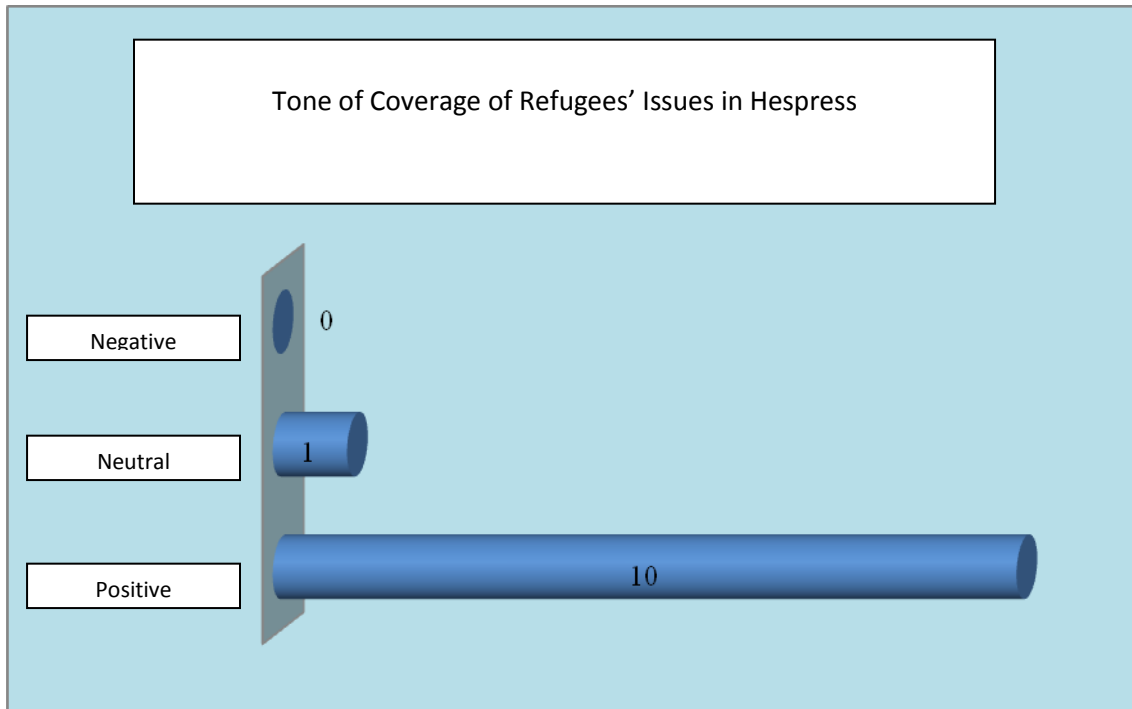 Tone of Coverage of Refugees’ Issues in Hespress
Negative
0
Neutral
1
Positive
10